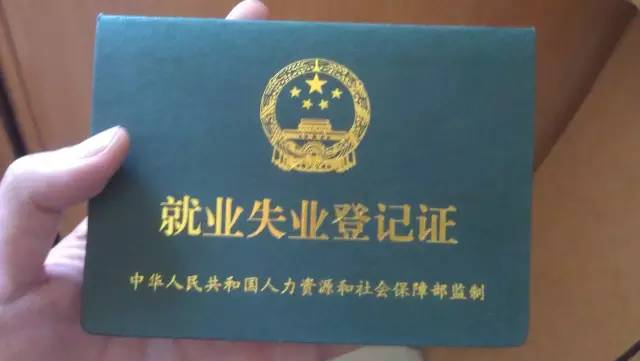 就业失业登记证
中华人民共和国人力资源和社会保障部监制